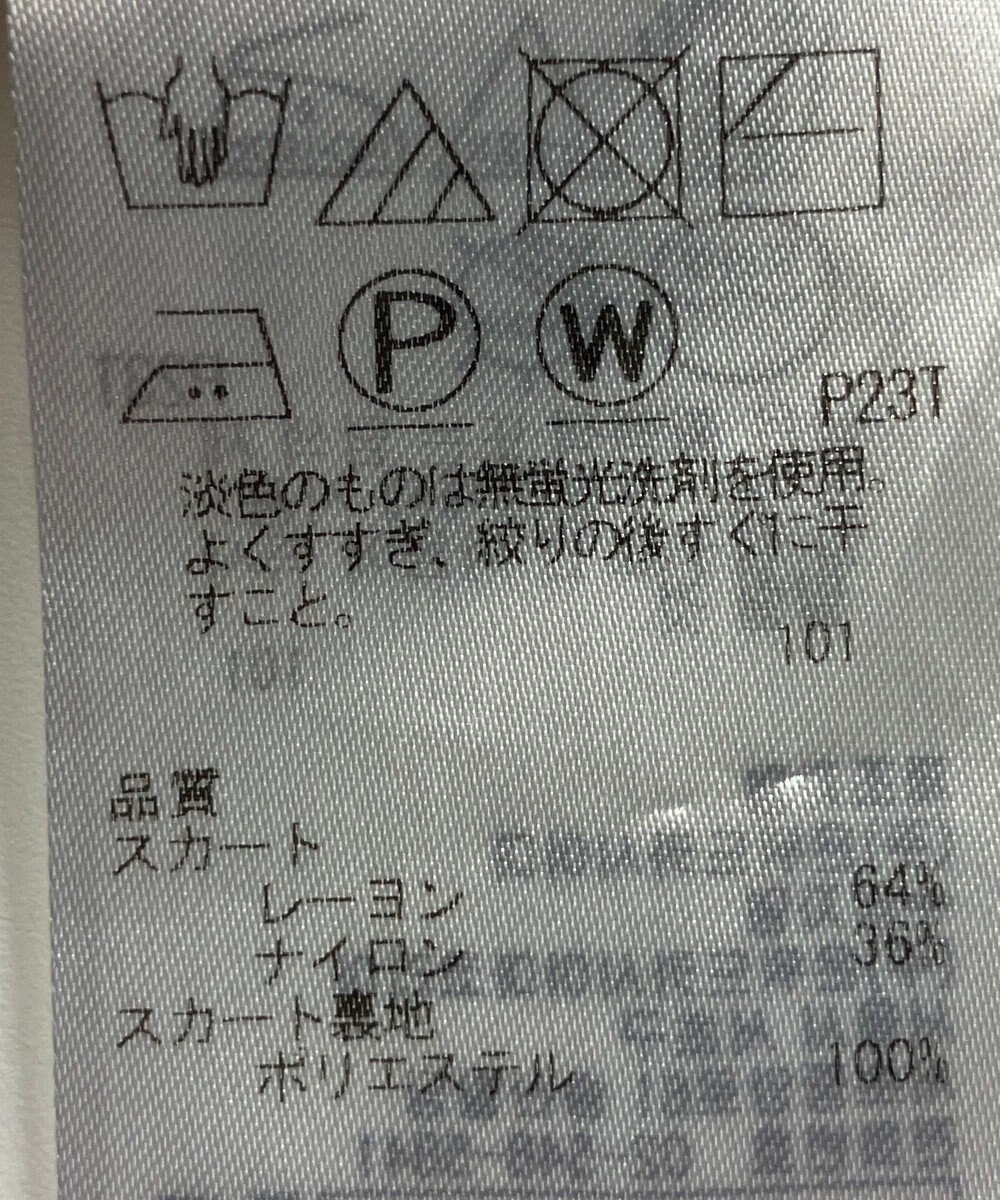 P W
P23T
淡色のものは無蛍光洗剤を使用。
よくすすぎ、絞りの後すぐに干
すこと。
101
品質
スカート
レーヨン 64%
ナイロン 36%
スカート裏地
ポリエステル 100%